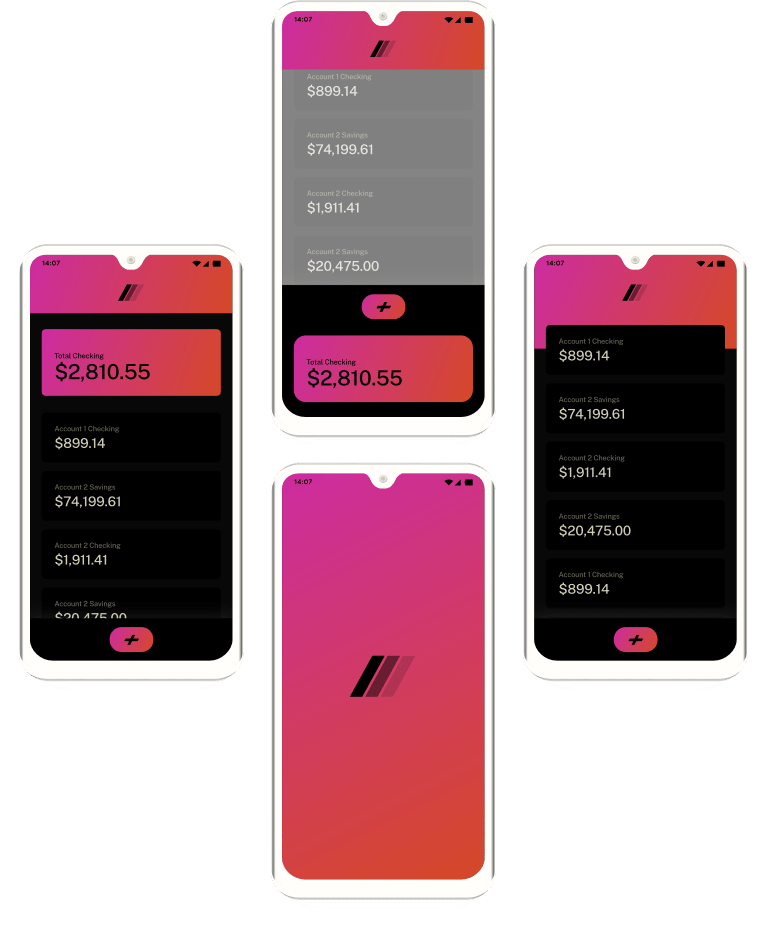 14:07
Account 1 Checking
$899.14
Account 2 Savings
$74,199.61
Account 2 Checking
$1,911.41
Account 2 Savings
$20,475.00
Total Checking
$2,810.55
14:07
Total Checking
$2,810.55
Account 1 Checking
$899.14
Account 2 Savings
$74,199.61
Account 2 Checking
$1,911.41
Account 2 Savings
$20,475.00
14:07
Account 1 Checking
$899.14
Account 2 Savings
$74,199.61
Account 2 Checking
$1,911.41
Account 2 Savings
$20,475.00
Account 1 Checking
$899.14
14:07